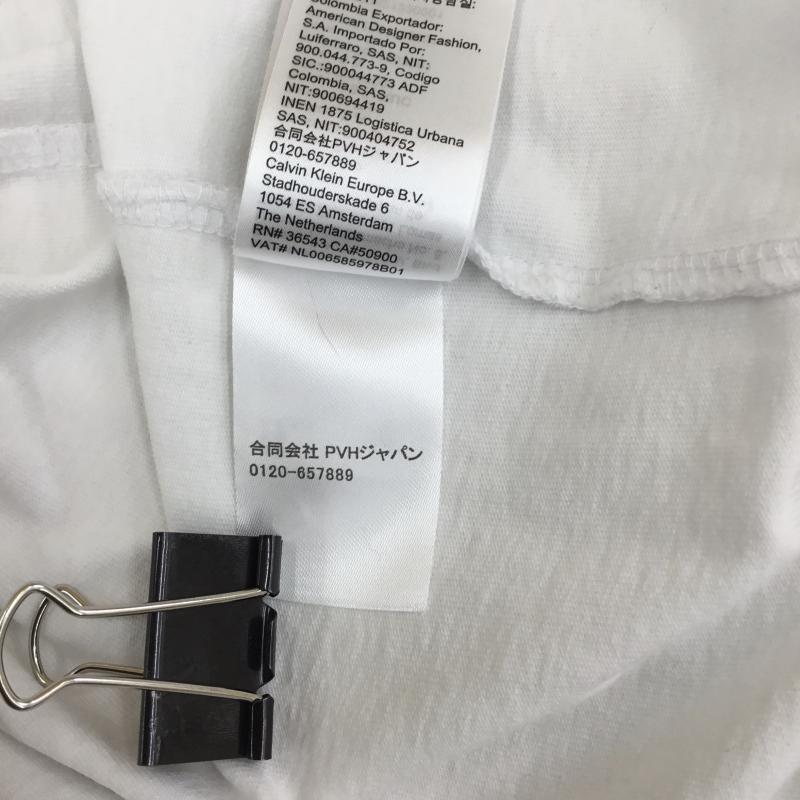 Colombia Exportador:
American Designer Fashion,
S.A. Importado Por:
Luiferraro, SAS, NIT:
900.044.773-9, Codigo
SIC.:900044773 ADF
Colombia, SAS,
NIT:900694419
INEN 1875 Logistica Urbana
SAS, NIT:900404752
合同会社PVHジャパン
0120-657889
Calvin Klein Europe B.V.
Stadhouderskade 6
1054 ES Amsterdam
The Netherlands
RN# 36543 CA#50900
VAT# NL006585978B01
合同会社 PVHジャパン
0120-657889